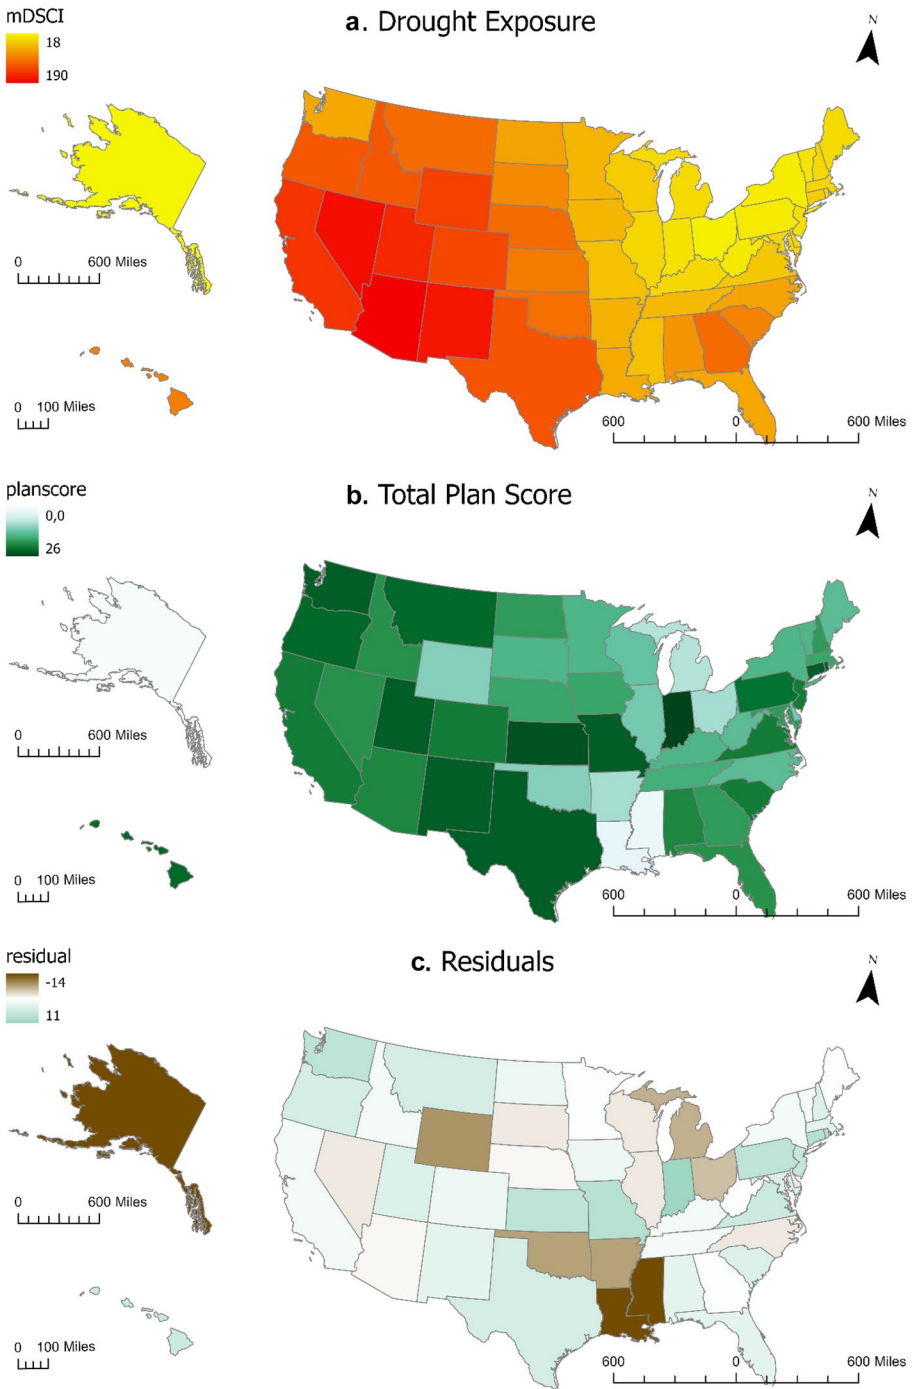 mDSCI
18
190
a. Drought Exposure
N
0 600 Miles
0 100 Miles
600 0 600 Miles
planscore
0,0
26
b. Total Plan Score
N
0 600 Miles
0 100 Miles
600 0 600 Miles
residual
-14
11
c. Residuals
N
0 600 Miles
0 100 Miles
600 0 600 Miles